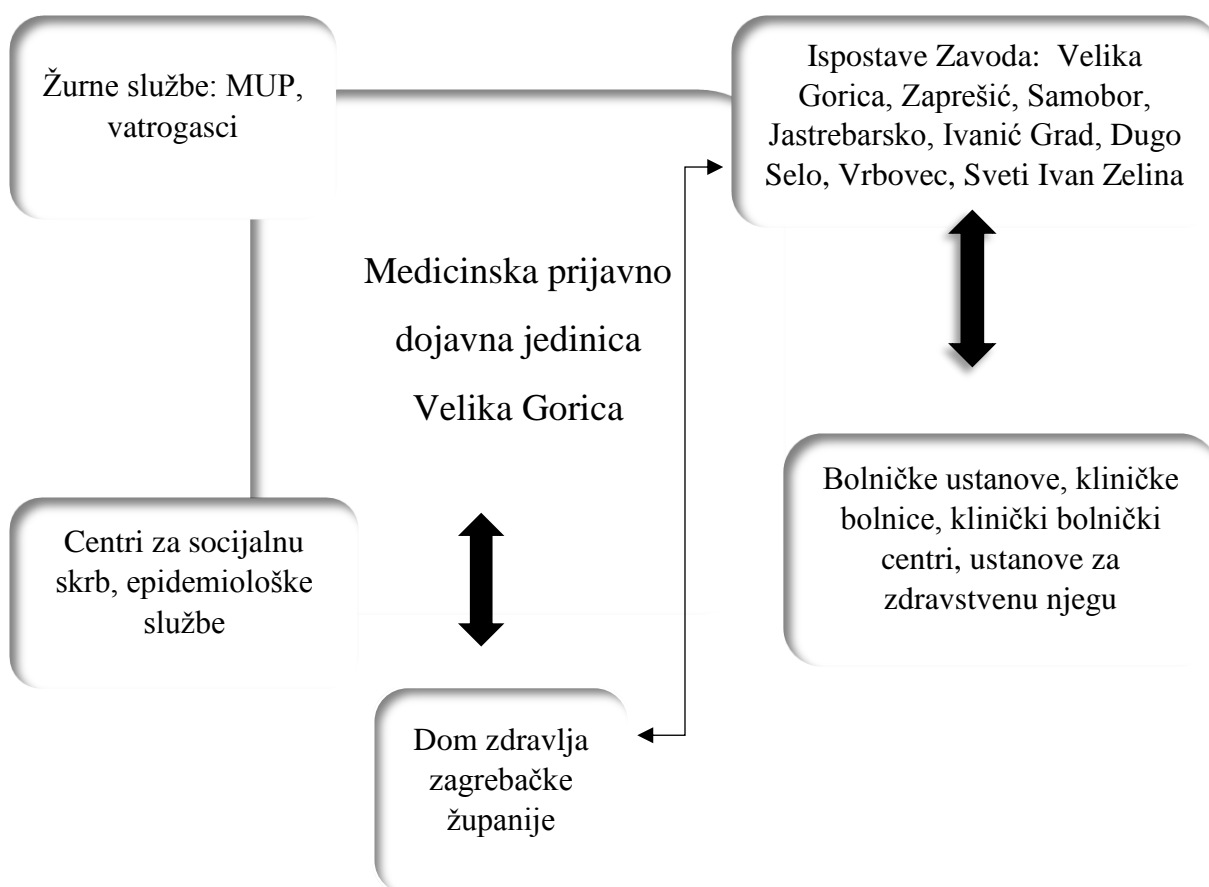 Žurne službe: MUP,
vatrogasci
Ispostave Zavoda:  Velika
Gorica, Zaprešić, Samobor,
Jastrebarsko, Ivanić Grad, Dugo
Selo, Vrbovec, Sveti Ivan Zelina
Medicinska prijavno
dojavna jedinica
Velika Gorica
Centri za socijalnu
skrb, epidemiološke
službe
Bolničke ustanove, kliničke
bolnice, klinički bolnički
centri, ustanove za
zdravstvenu njegu
Dom zdravlja
zagrebačke
županije